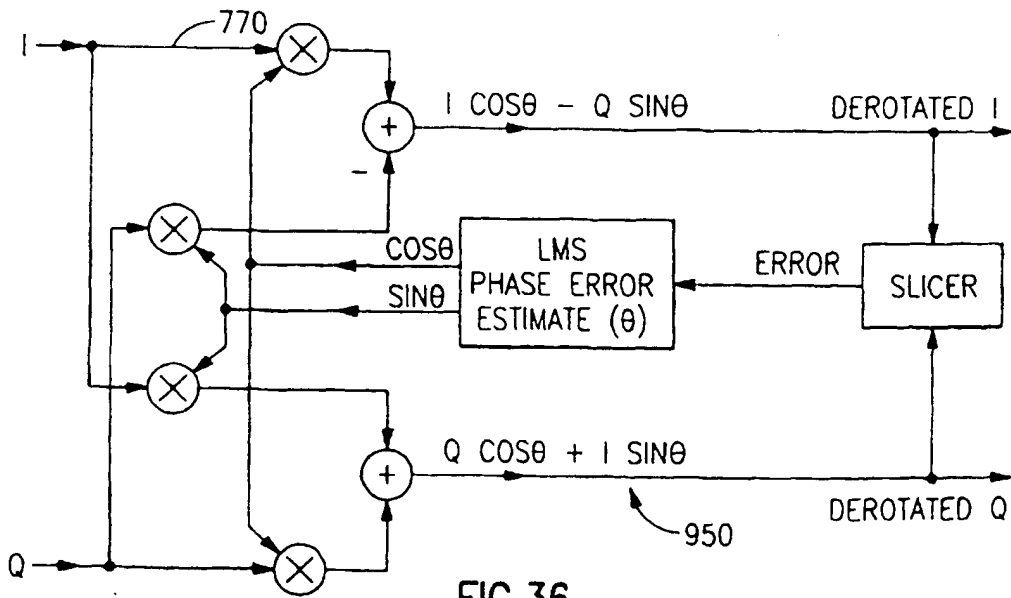 770
I
I COSθ - Q SINθ
DEROTATED I
+
-
COSθ
SINθ
LMS
PHASE ERROR
ESTIMATE (θ)
ERROR
SLICER
+
Q COSθ + I SINθ
DEROTATED Q
950
Q
FIG. 36